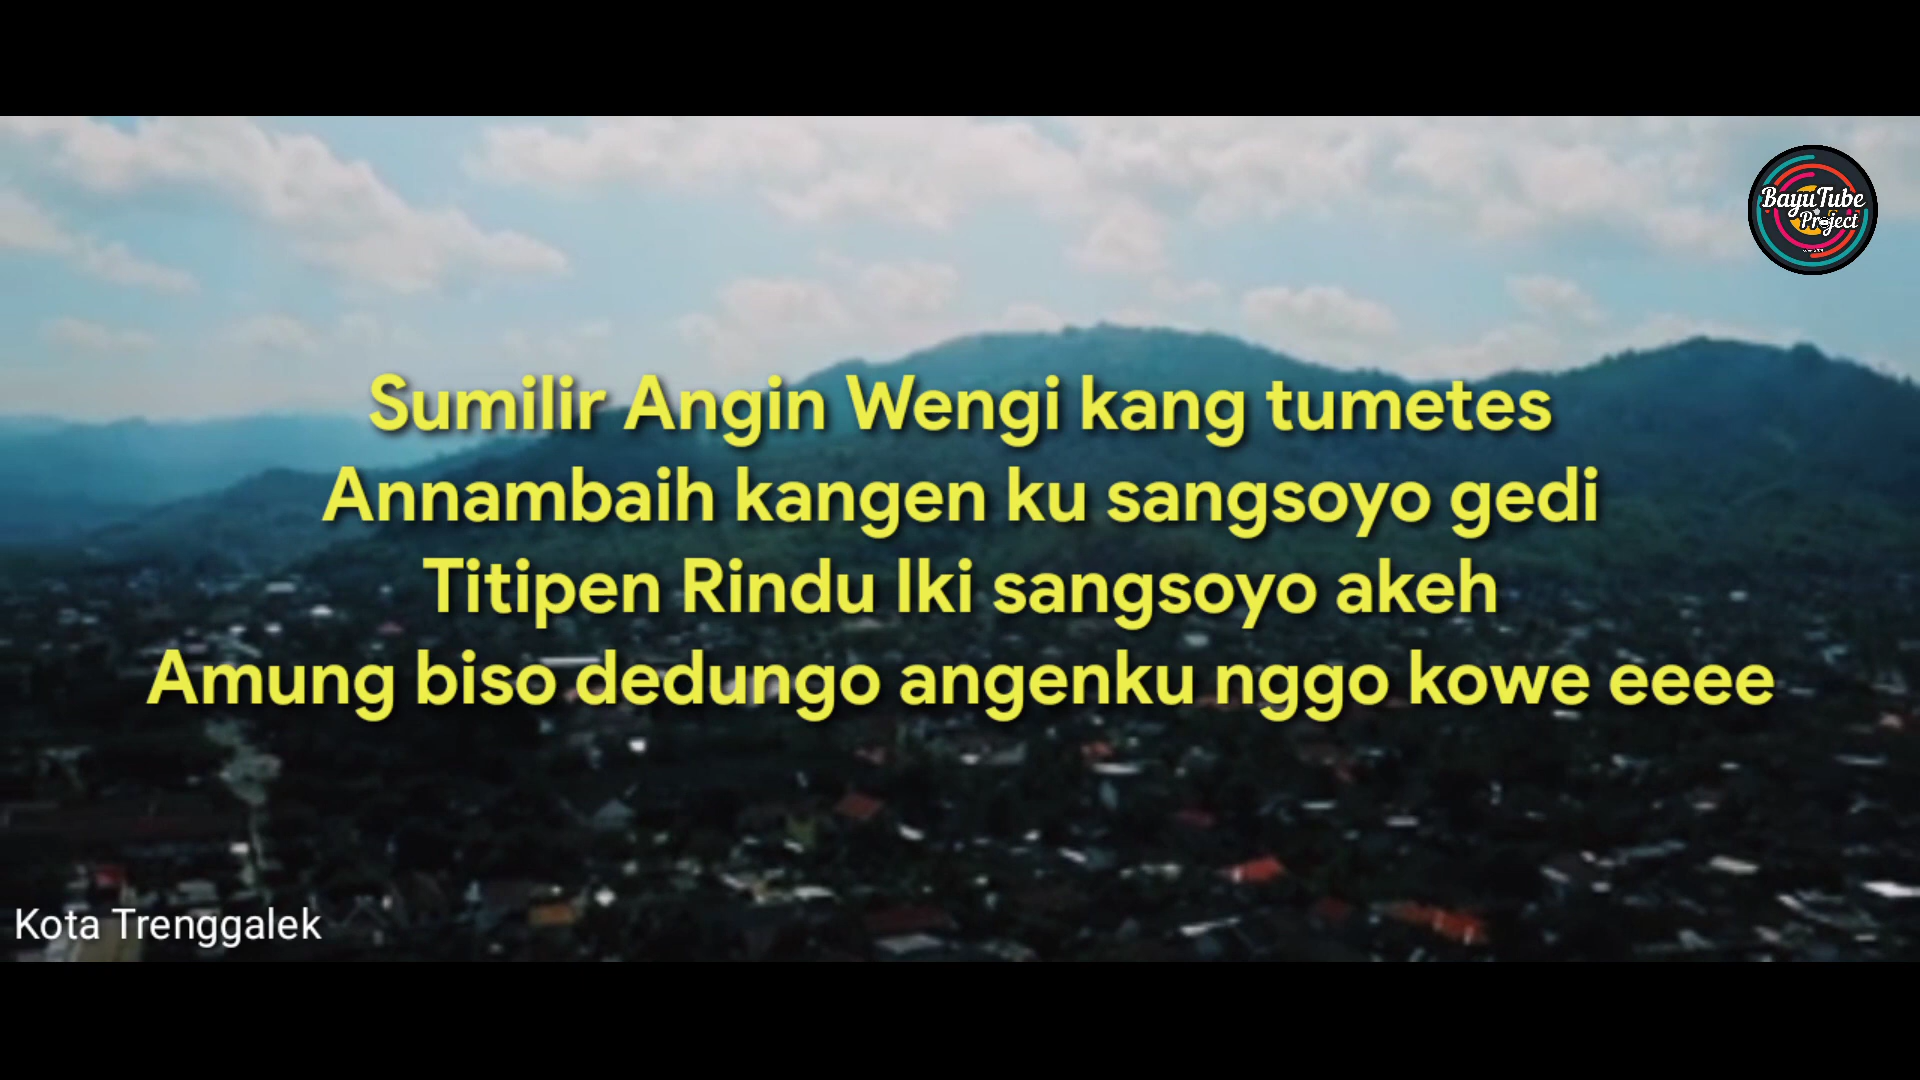 BayuTube
Project
Sumilir Angin Wengi kang tumetes
Annambaih kangen ku sangsoyo gedi
Titipen Rindu Iki sangsoyo akeh
Amung biso dedungo angenku nggo kowe eeee
Kota Trenggalek